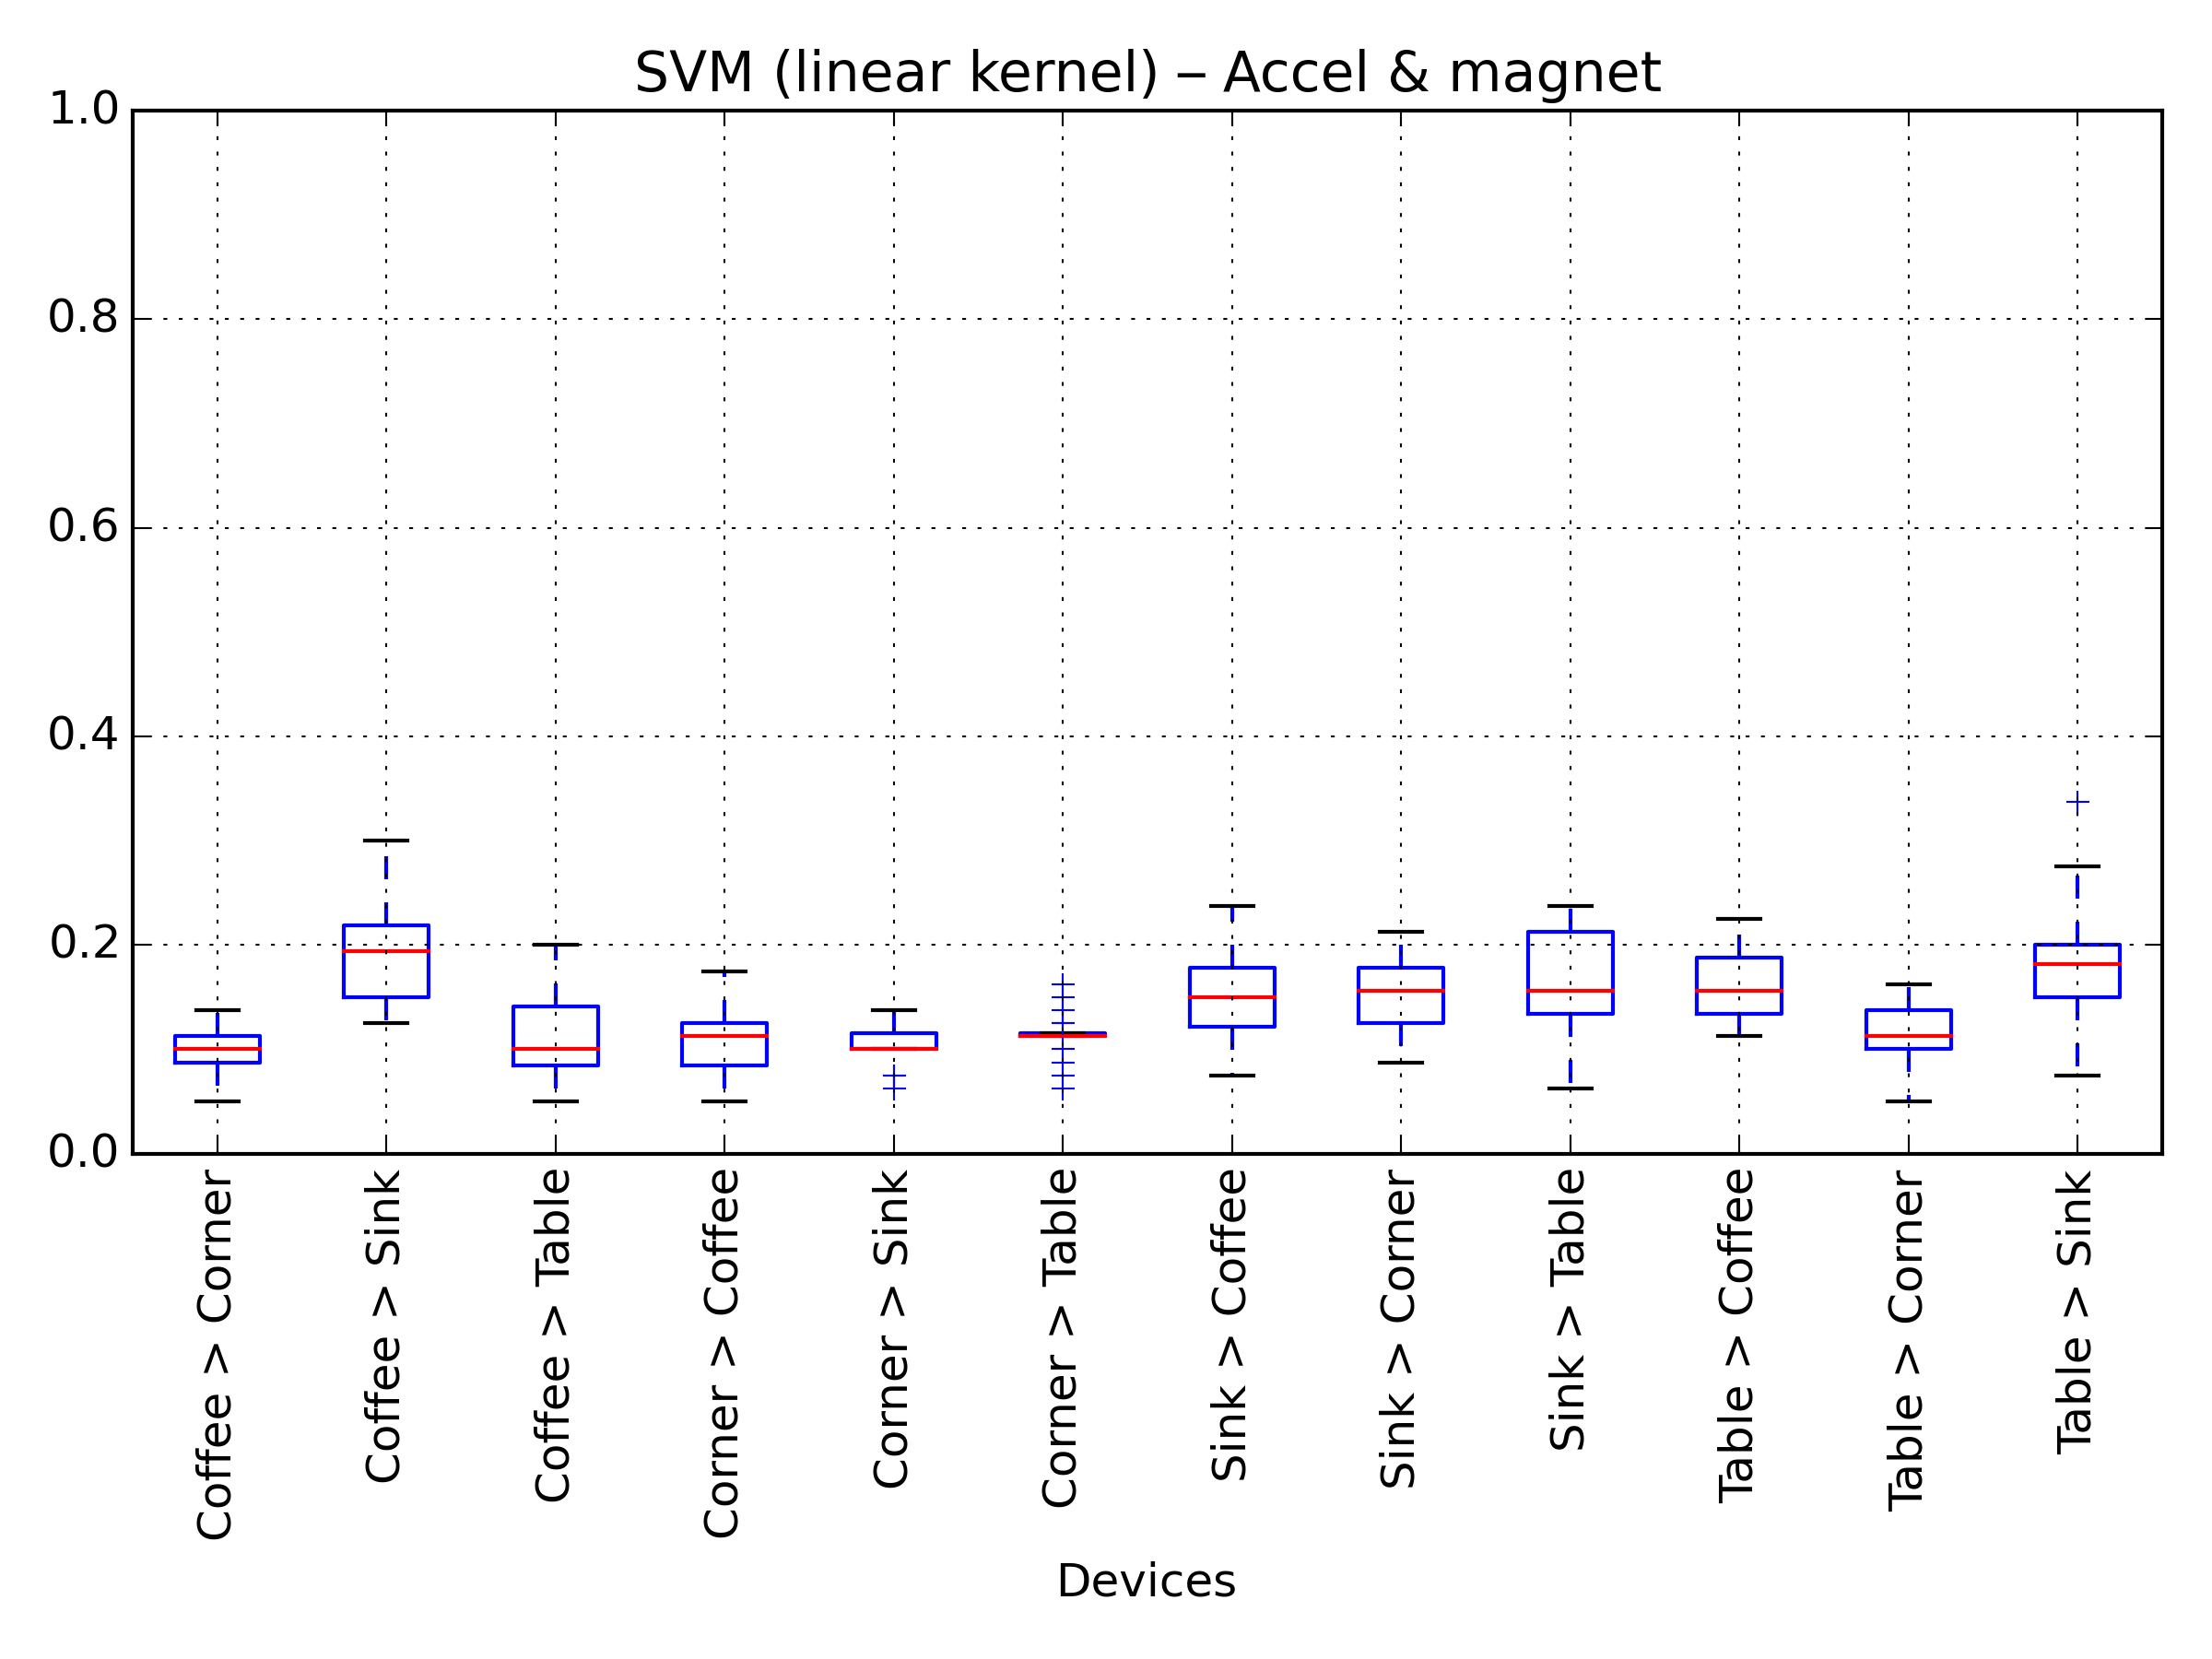 SVM (linear kernel) – Accel & magnet
1.0
0.8
0.6
0.4
0.2
0.0
Coffee > Corner
Coffee > Sink
Coffee > Table
Corner > Coffee
Corner > Sink
Corner > Table
Sink > Coffee
Sink > Corner
Sink > Table
Table > Coffee
Table > Corner
Table > Sink
Devices